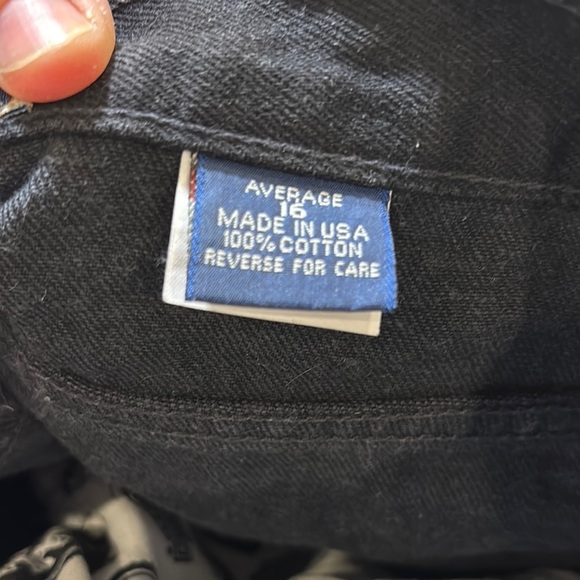 AVERAGE
16
MADE IN USA
100% COTTON
REVERSE FOR CARE